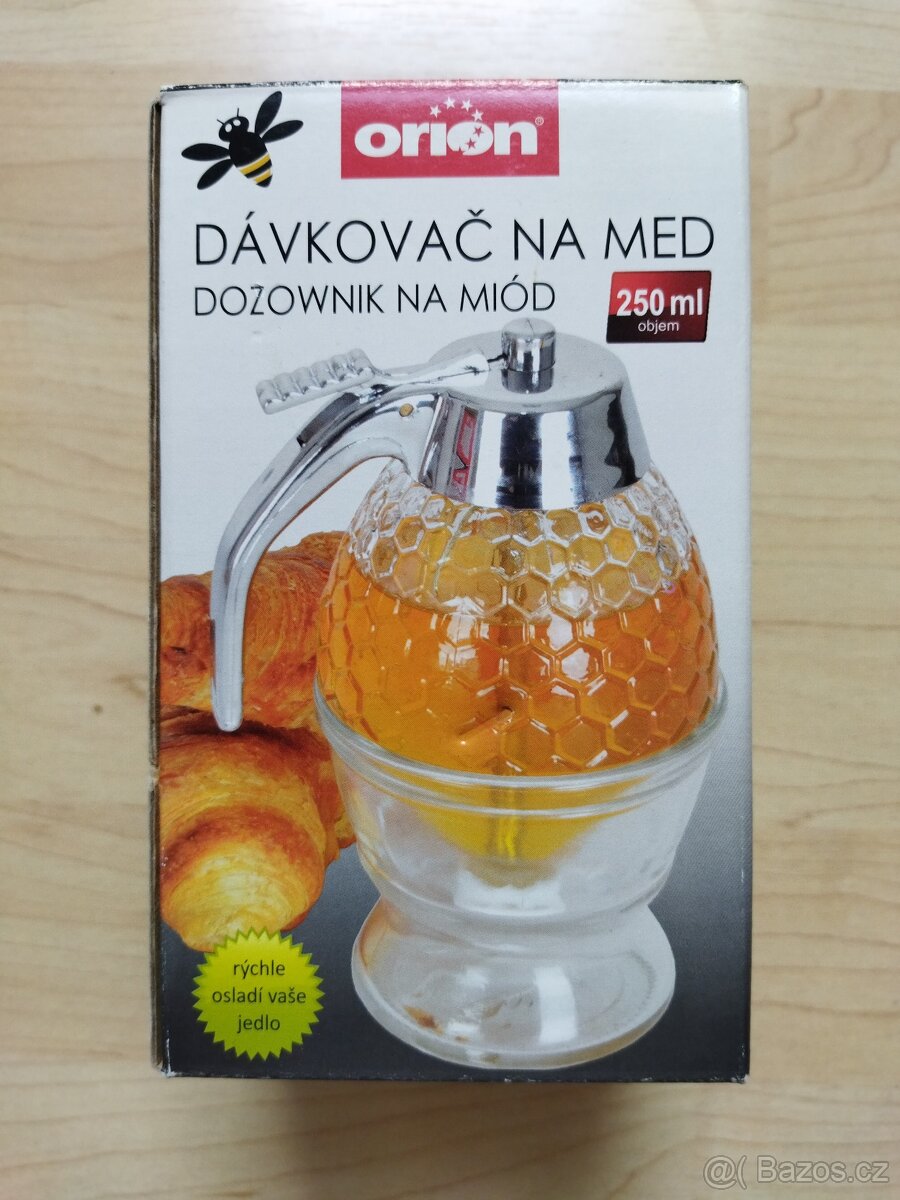 orion®
DÁVKOVAČ NA MED
DOZOWNIK NA MIÓD
250 ml
objem
rýchle
osladí vaše
jedlo
@( Bazos.cz